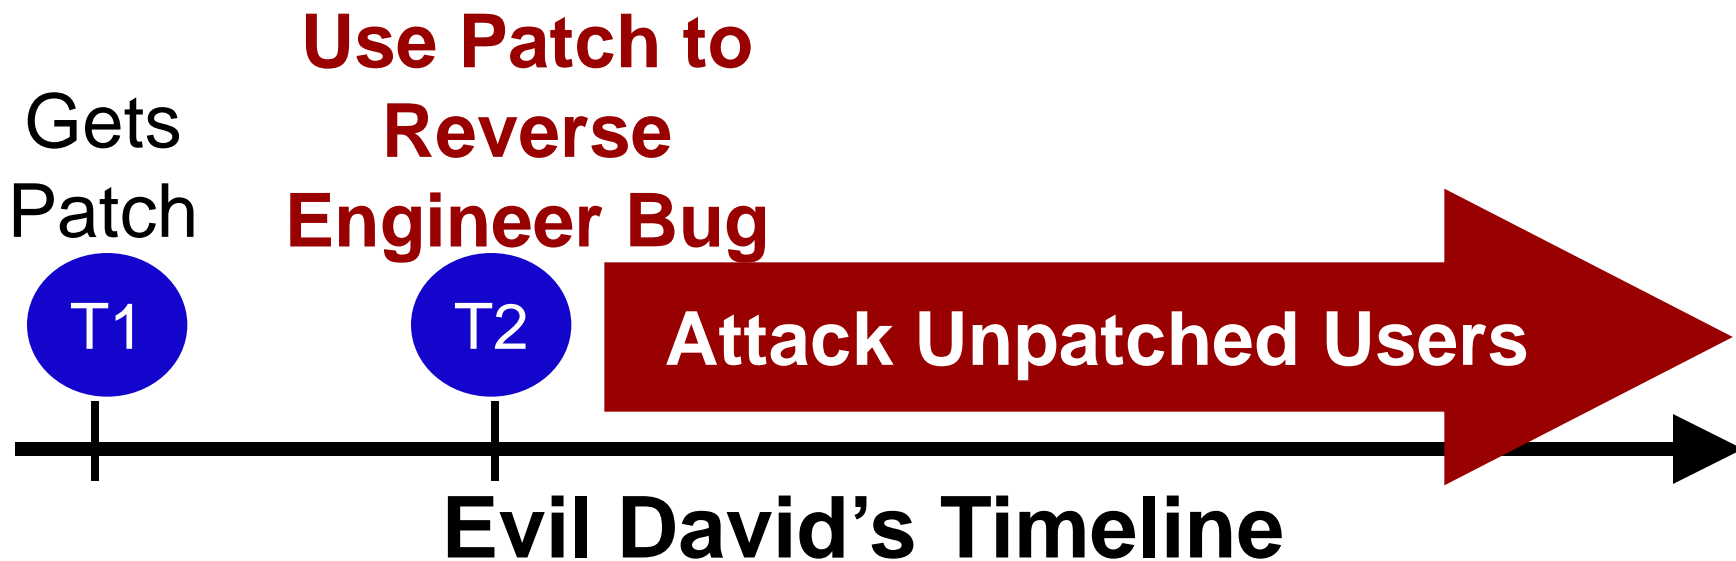 Gets
Patch
Use Patch to
Reverse
Engineer Bug
T1
T2
Attack Unpatched Users
Evil David’s Timeline